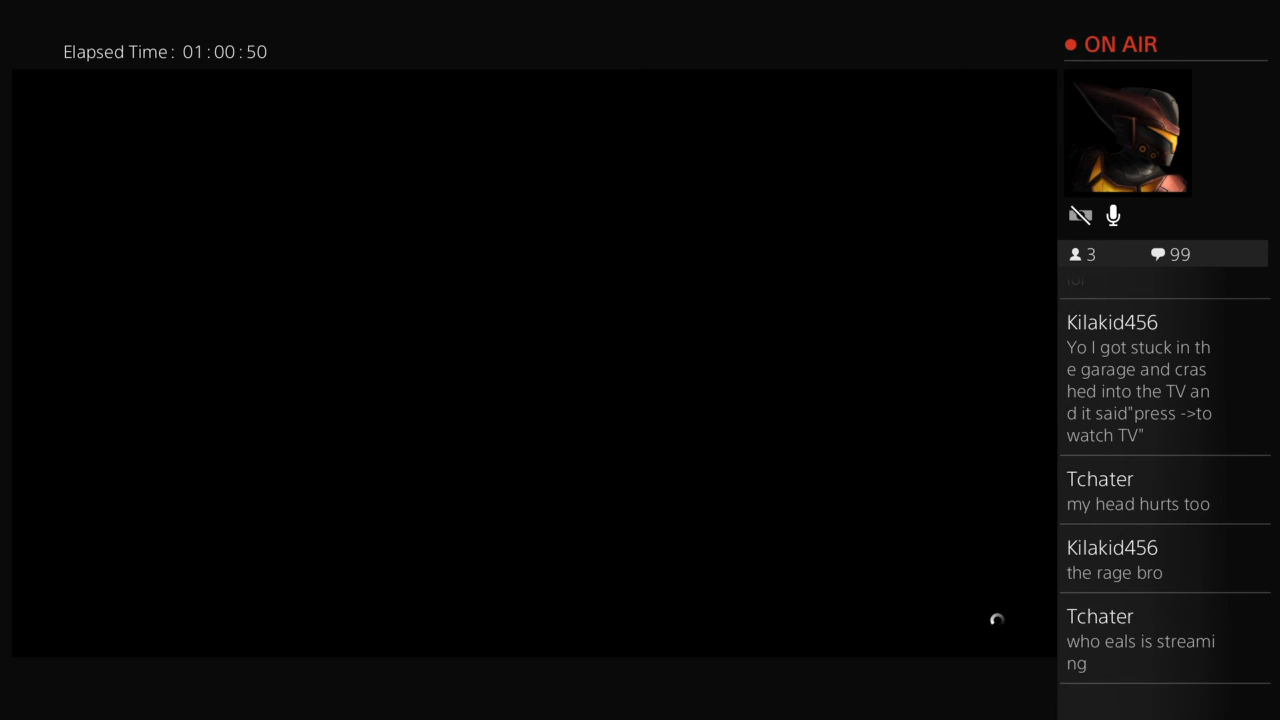 Elapsed Time: 01:00:50
ON AIR
3
99
lol
Kilakid456
Yo I got stuck in th
e garage and cras
hed into the TV an
d it said"press ->to
watch TV"
Tchater
my head hurts too
Kilakid456
the rage bro
Tchater
who eals is streami
ng